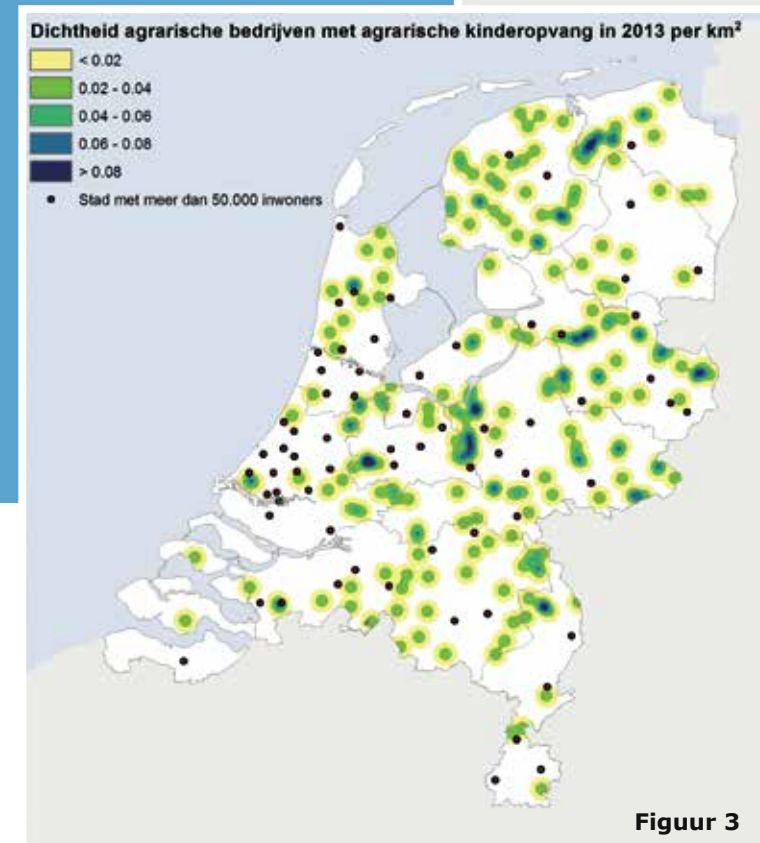 Dichtheid agrarische bedrijven met agrarische kinderopvang in 2013 per km²
< 0.02
0.02 - 0.04
0.04 - 0.06
0.06 - 0.08
> 0.08
Stad met meer dan 50.000 inwoners
Figuur 3